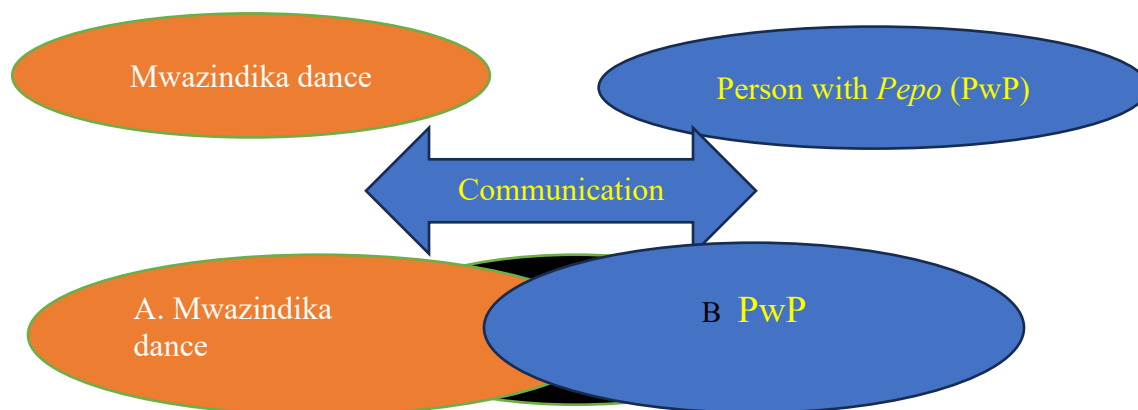 Mwazindika dance
Person with Pepo (PwP)
Communication
A. Mwazindika
dance
B PwP